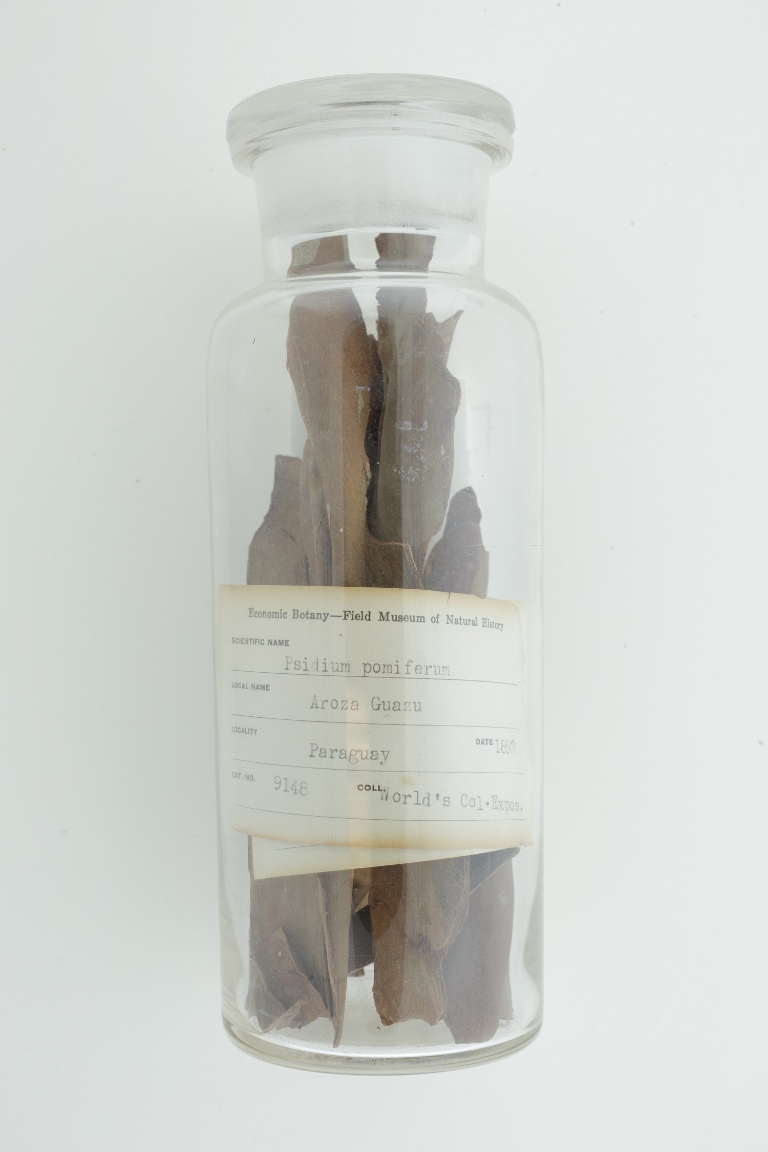 Economic Botany—Field Museum of Natural History
SCIENTIFIC NAME
Psidium pomiferum
LOCAL NAME
Aroza Guazu
LOCALITY
Paraguay
DATE 1893
CAT. NO. 9148 COLL. World's Col. Expos.